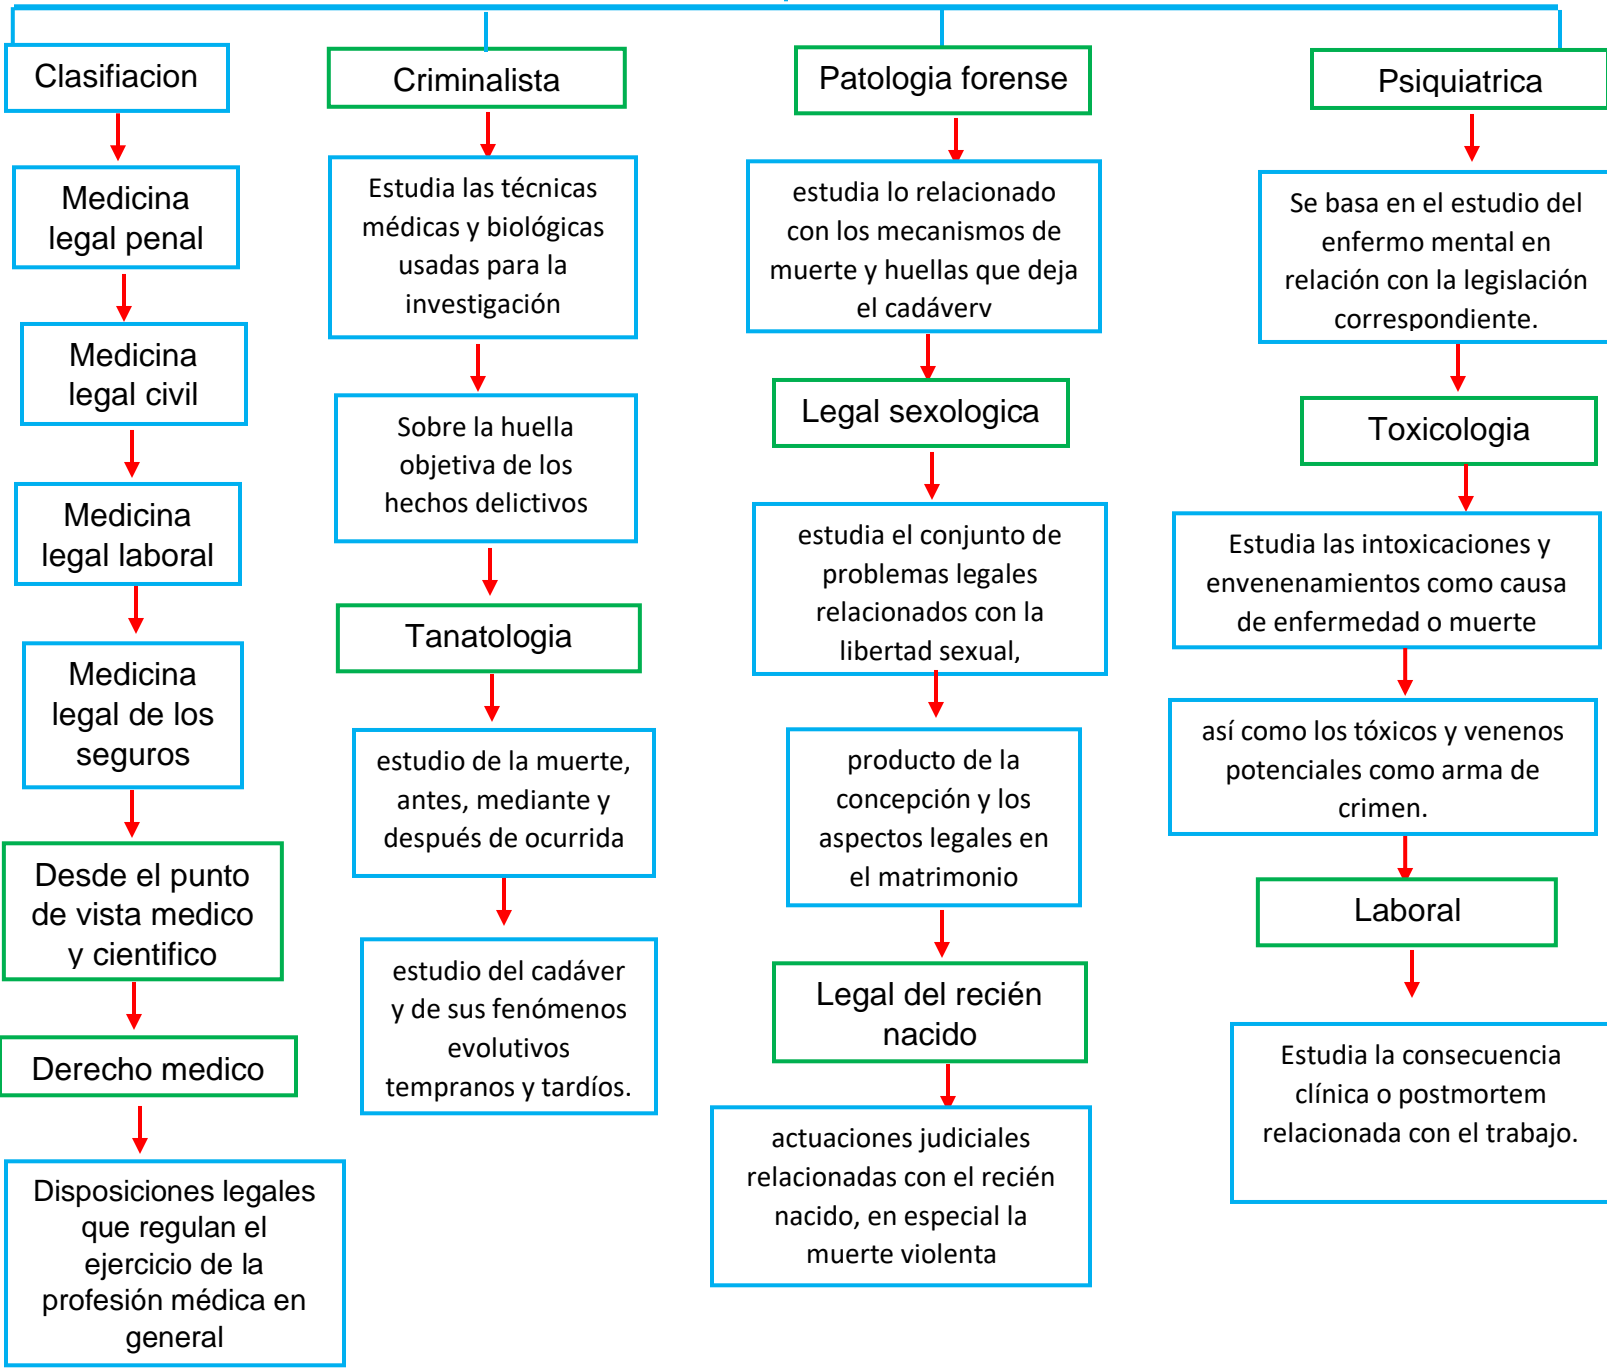 Clasifiacion
Medicina
legal penal
Medicina
legal civil
Medicina
legal laboral
Medicina
legal de los
seguros
Desde el punto
de vista medico
y cientifico
Derecho medico
Disposiciones legales
que regulan el
ejercicio de la
profesión médica en
general
Criminalista
Estudia las técnicas
médicas y biológicas
usadas para la
investigación
Sobre la huella
objetiva de los
hechos delictivos
Tanatologia
estudio de la muerte,
antes, mediante y
después de ocurrida
estudio del cadáver
y de sus fenómenos
evolutivos
tempranos y tardíos.
Patologia forense
estudia lo relacionado
con los mecanismos de
muerte y huellas que deja
el cadáverv
Legal sexologica
estudia el conjunto de
problemas legales
relacionados con la
libertad sexual,
producto de la
concepción y los
aspectos legales en
el matrimonio
Legal del recién
nacido
actuaciones judiciales
relacionadas con el recién
nacido, en especial la
muerte violenta
Psiquiatrica
Se basa en el estudio del
enfermo mental en
relación con la legislación
correspondiente.
Toxicologia
Estudia las intoxicaciones y
envenenamientos como causa
de enfermedad o muerte
así como los tóxicos y venenos
potenciales como arma de
crimen.
Laboral
Estudia la consecuencia
clínica o postmortem
relacionada con el trabajo.